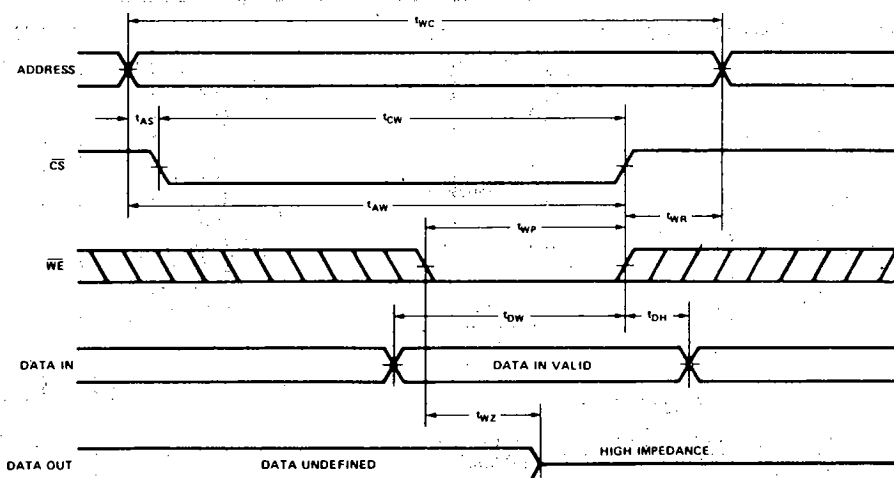 tWC
ADDRESS
tAS
tCW
CS
tAW
tWR
tWP
WE
tDW
tDH
DATA IN
DATA IN VALID
tWZ
HIGH IMPEDANCE
DATA OUT
DATA UNDEFINED